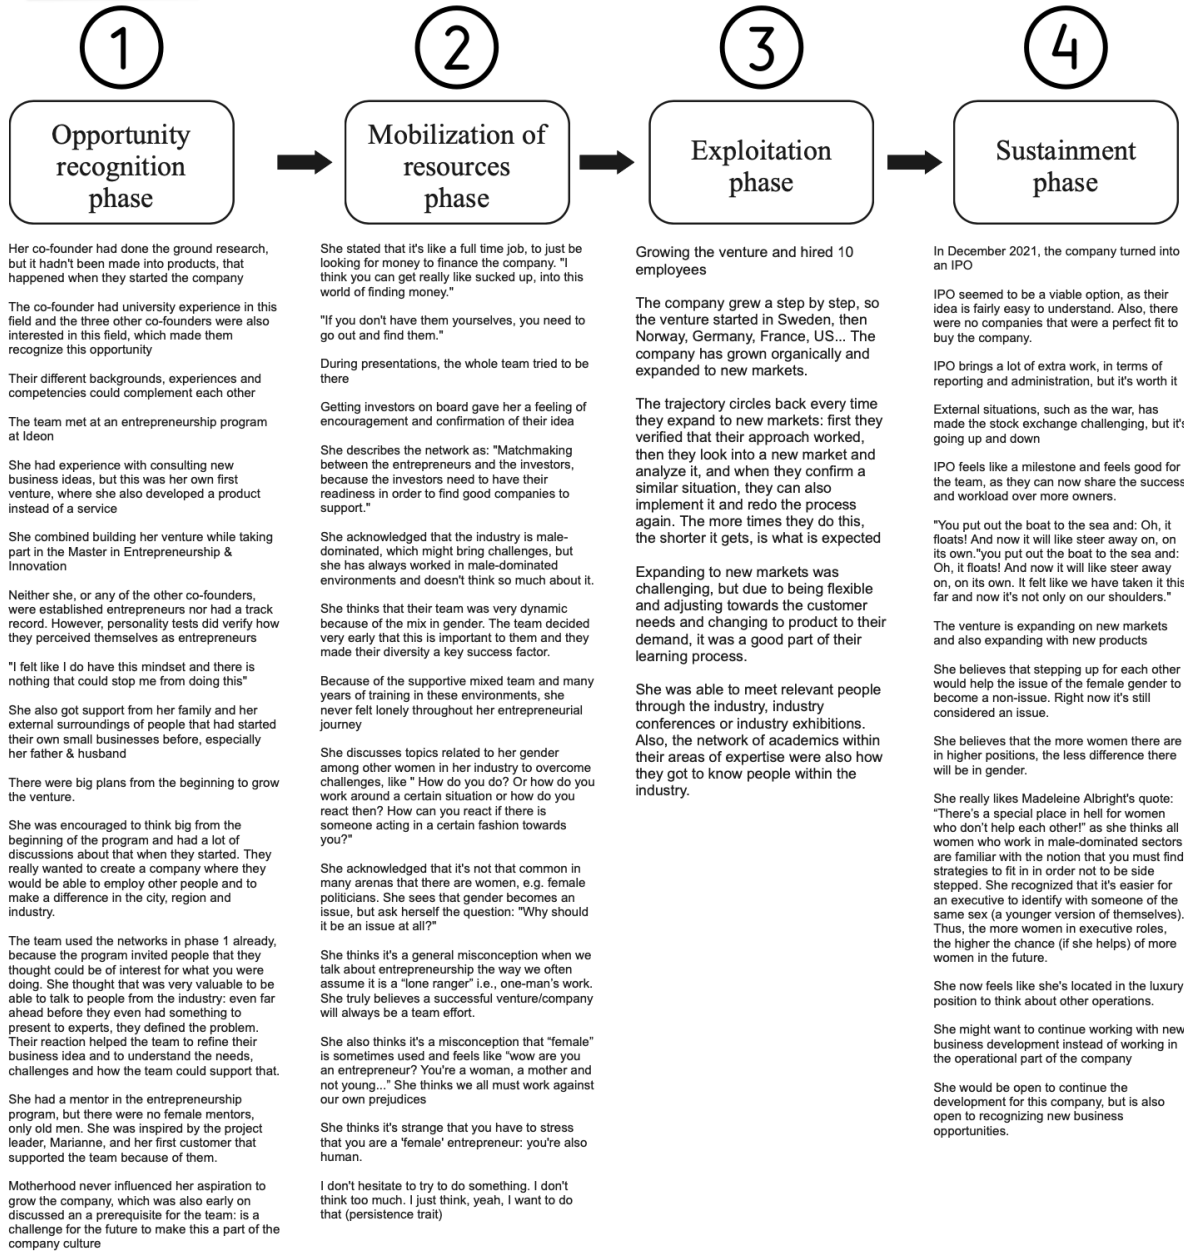 1
Opportunity
recognition
phase
Her co-founder had done the ground research,
but it hadn't been made into products, that
happened when they started the company
The co-founder had university experience in this
field and the three other co-founders were also
interested in this field, which made them
recognize this opportunity
Their different backgrounds, experiences and
competencies could complement each other
The team met at an entrepreneurship program
at Ideon
She had experience with consulting new
business ideas, but this was her own first
venture, where she also developed a product
instead of a service
She combined building her venture while taking
part in the Master in Entrepreneurship &
Innovation
Neither she, or any of the other co-founders,
were established entrepreneurs nor had a track
record. However, personality tests did verify how
they perceived themselves as entrepreneurs
"I felt like I do have this mindset and there is
nothing that could stop me from doing this"
She also got support from her family and her
external surroundings of people that had started
their own small businesses before, especially
her father & husband
There were big plans from the beginning to grow
the venture.
She was encouraged to think big from the
beginning of the program and had a lot of
discussions about that when they started. They
really wanted to create a company where they
would be able to employ other people and to
make a difference in the city, region and
industry.
The team used the networks in phase 1 already,
because the program invited people that they
thought could be of interest for what you were
doing. She thought that was very valuable to be
able to talk to people from the industry: even far
ahead before they even had something to
present to experts, they defined the problem.
Their reaction helped the team to refine their
business idea and to understand the needs,
challenges and how the team could support that.
She had a mentor in the entrepreneurship
program, but there were no female mentors,
only old men. She was inspired by the project
leader, Marianne, and her first customer that
supported the team because of them.
Motherhood never influenced her aspiration to
grow the company, which was also early on
discussed an a prerequisite for the team: is a
challenge for the future to make this a part of the
company culture
2
Mobilization of
resources
phase
She stated that it's like a full time job, to just be
looking for money to finance the company. "I
think you can get really like sucked up, into this
world of finding money."
"If you don't have them yourselves, you need to
go out and find them."
During presentations, the whole team tried to be
there
Getting investors on board gave her a feeling of
encouragement and confirmation of their idea
She describes the network as: "Matchmaking
between the entrepreneurs and the investors,
because the investors need to have their
readiness in order to find good companies to
support."
She acknowledged that the industry is male-
dominated, which might bring challenges, but
she has always worked in male-dominated
environments and doesn't think so much about it.
She thinks that their team was very dynamic
because of the mix in gender. The team decided
very early that this is important to them and they
made their diversity a key success factor.
Because of the supportive mixed team and many
years of training in these environments, she
never felt lonely throughout her entrepreneurial
journey
She discusses topics related to her gender
among other women in her industry to overcome
challenges, like " How do you do? Or how do you
work around a certain situation or how do you
react then? How can you react if there is
someone acting in a certain fashion towards
you?"
She acknowledged that it's not that common in
many arenas that there are women, e.g. female
politicians. She sees that gender becomes an
issue, but ask herself the question: "Why should
it be an issue at all?"
She thinks it's a general misconception when we
talk about entrepreneurship the way we often
assume it is a “lone ranger” i.e., one-man’s work.
She truly believes a successful venture/company
will always be a team effort.
She also thinks it's a misconception that “female”
is sometimes used and feels like “wow are you
an entrepreneur? You're a woman, a mother and
not young...” She thinks we all must work against
our own prejudices
She thinks it's strange that you have to stress
that you are a 'female' entrepreneur: you're also
human.
I don't hesitate to try to do something. I don't
think too much. I just think, yeah, I want to do
that (persistence trait)
3
Exploitation
phase
Growing the venture and hired 10
employees
The company grew a step by step, so
the venture started in Sweden, then
Norway, Germany, France, US... The
company has grown organically and
expanded to new markets.
The trajectory circles back every time
they expand to new markets: first they
verified that their approach worked,
then they look into a new market and
analyze it, and when they confirm a
similar situation, they can also
implement it and redo the process
again. The more times they do this,
the shorter it gets, is what is expected
Expanding to new markets was
challenging, but due to being flexible
and adjusting towards the customer
needs and changing to product to their
demand, it was a good part of their
learning process.
She was able to meet relevant people
through the industry, industry
conferences or industry exhibitions.
Also, the network of academics within
their areas of expertise were also how
they got to know people within the
industry.
4
Sustainment
phase
In December 2021, the company turned into
an IPO
IPO seemed to be a viable option, as their
idea is fairly easy to understand. Also, there
were no companies that were a perfect fit to
buy the company.
IPO brings a lot of extra work, in terms of
reporting and administration, but it's worth it
External situations, such as the war, has
made the stock exchange challenging, but it's
going up and down
IPO feels like a milestone and feels good for
the team, as they can now share the success
and workload over more owners.
"You put out the boat to the sea and: Oh, it
floats! And now it will like steer away on, on
its own."you put out the boat to the sea and:
Oh, it floats! And now it will like steer away
on, on its own. It felt like we have taken it this
far and now it's not only on our shoulders."
The venture is expanding on new markets
and also expanding with new products
She believes that stepping up for each other
would help the issue of the female gender to
become a non-issue. Right now it's still
considered an issue.
She believes that the more women there are
in higher positions, the less difference there
will be in gender.
She really likes Madeleine Albright's quote:
“There’s a special place in hell for women
who don’t help each other!” as she thinks all
women who work in male-dominated sectors
are familiar with the notion that you must find
strategies to fit in in order not to be side
stepped. She recognized that it's easier for
an executive to identify with someone of the
same sex (a younger version of themselves).
Thus, the more women in executive roles,
the higher the chance (if she helps) of more
women in the future.
She now feels like she's located in the luxury
position to think about other operations.
She might want to continue working with new
business development instead of working in
the operational part of the company
She would be open to continue the
development for this company, but is also
open to recognizing new business
opportunities.